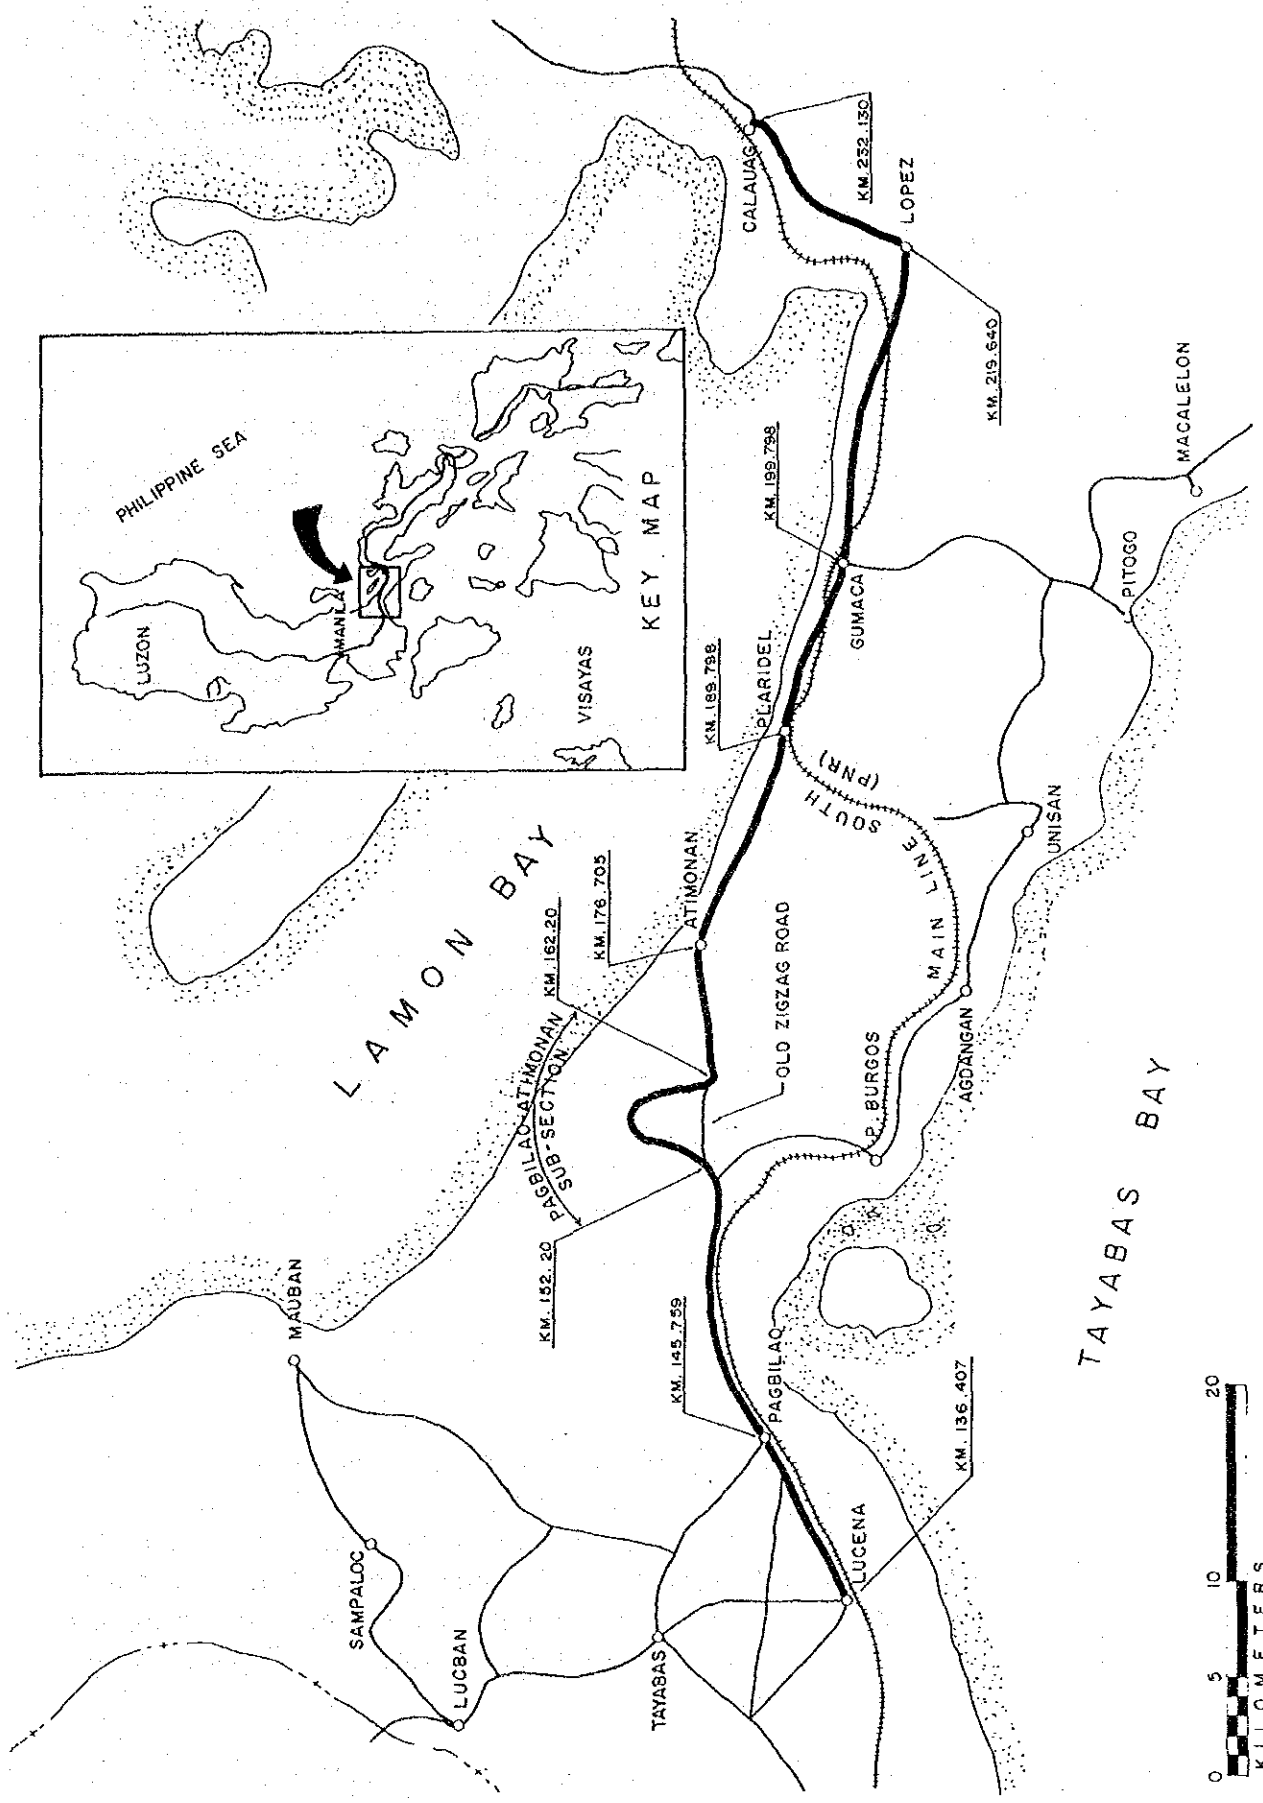 PHILIPPINE SEA
LUZON
MANILA
VISAYAS
KEY MAP
LAMON BAY
MAUBAN
SAMPALOC
LUCBAN
TAYABAS
PAGBILAO-ATIMONAN
SUB-SECTION
KM. 152.20
KM. 162.20
KM. 176.705
ATIMONAN
KM. 189.798
PLARIDEL
KM. 199.798
GUMACA
CALAUAG
KM 232.130
LOPEZ
KM. 219.640
MACALELON
PITOGO
UNISAN
SOUTH
(PNR)
MAIN LINE
OLD ZIGZAG ROAD
P. BURGOS
AGDANGAN
KM. 145.759
PAGBILAO
LUCENA
KM 136.407
TAYABAS BAY
0 5 10 20
KILOMETERS